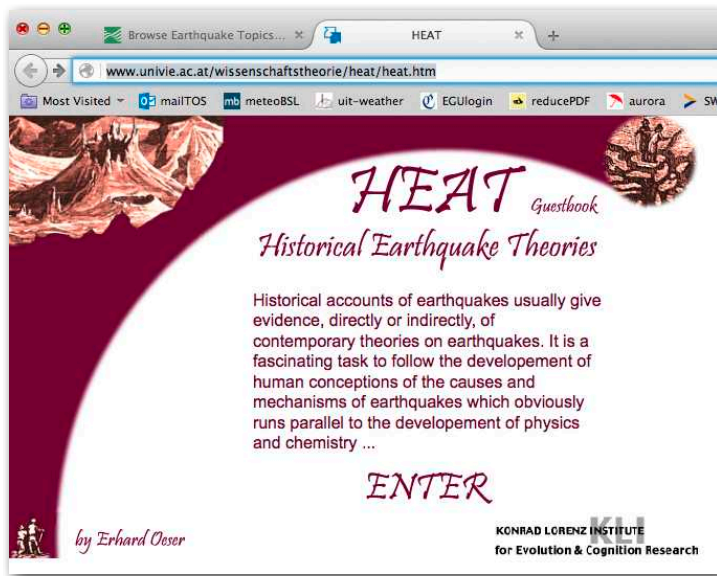 Browse Earthquake Topics...
HEAT
www.univie.ac.at/wissenschaftstheorie/heat/heat.htm
Most Visited mailTOS mb meteoBSL uit-weather EGUlogin reducePDF aurora SW
HEAT Guestbook
Historical Earthquake Theories
Historical accounts of earthquakes usually give
evidence, directly or indirectly, of
contemporary theories on earthquakes. It is a
fascinating task to follow the developement of
human conceptions of the causes and
mechanisms of earthquakes which obviously
runs parallel to the developement of physics
and chemistry ...
ENTER
by Erhard Oeser
KONRAD LORENZ INSTITUTE
KLI
for Evolution & Cognition Research